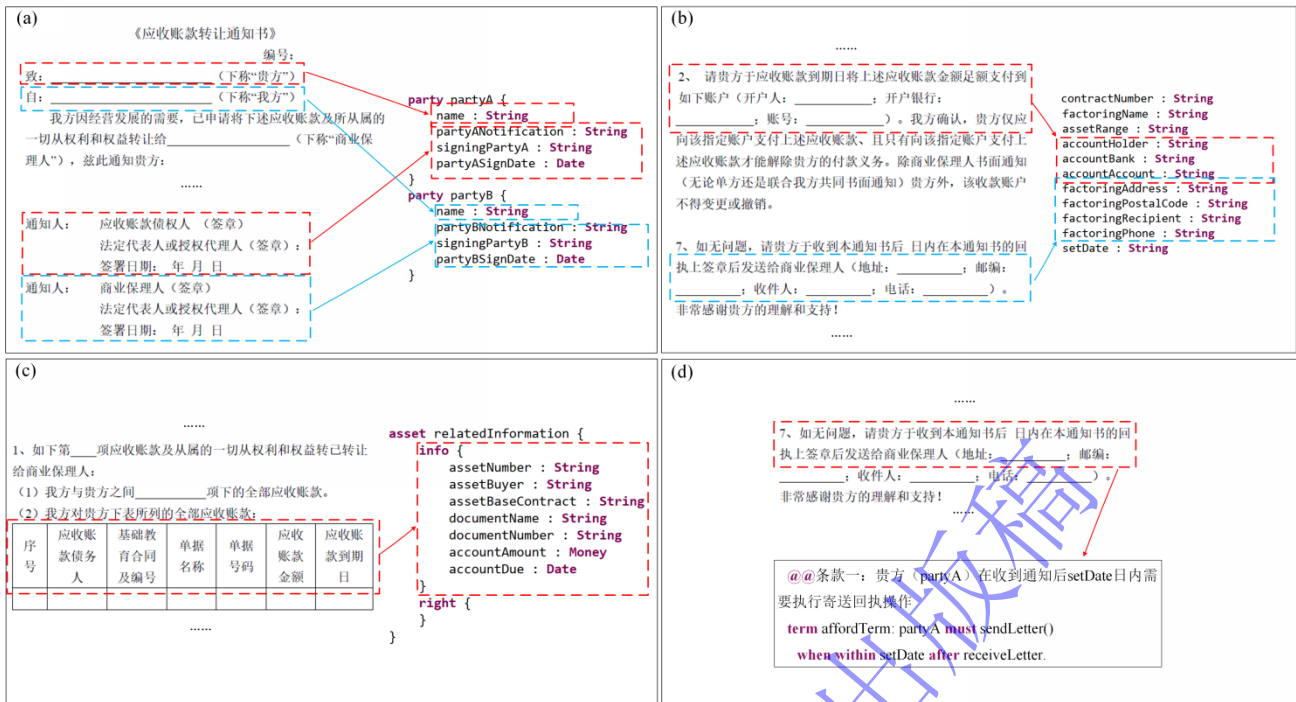 (a)
《应收账款转让通知书》
编号：
致：____________________（下称“贵方”）
自：____________________（下称“我方”）
我方因经营发展的需要，已申请将下述应收账款及所从属的
一切从权利和权益转让给______________（下称“商业保
理人”），兹此通知贵方：
……
通知人： 应收账款债权人 （签章）
法定代表人或授权代理人（签章）：
签署日期： 年 月 日
通知人： 商业保理人（签章）
法定代表人或授权代理人（签章）：
签署日期： 年 月 日
party partyA {
name : String
partyANotification : String
signingPartyA : String
partyASignDate : Date
}
party partyB {
name : String
partyBNotification : String
signingPartyB : String
partyBSignDate : Date
}
(b)
……
2、 请贵方于应收账款到期日将上述应收账款金额足额支付到
如下账户（开户人：__________；开户银行：
__________；账号：__________）。我方确认，贵方仅应
向该指定账户支付上述应收账款、且只有向该指定账户支付上
述应收账款才能解除贵方的付款义务。除商业保理人书面通知
（无论单方还是联合我方共同书面通知）贵方外，该收款账户
不得变更或撤销。
7、如无问题，请贵方于收到本通知书后 日内在本通知书的回
执上签章后发送给商业保理人（地址：________；邮编：
________；收件人：________；电话：________）。
非常感谢贵方的理解和支持！
……
contractNumber : String
factoringName : String
assetRange : String
accountHolder : String
accountBank : String
accountAccount : String
factoringAddress : String
factoringPostalCode : String
factoringRecipient : String
factoringPhone : String
setDate : String
(c)
……
1、如下第____项应收账款及从属的一切从权利和权益转已转让
给商业保理人：
（1）我方与贵方之间__________项下的全部应收账款。
（2）我方对贵方下表所列的全部应收账款：
序号 应收账款债务人 基础教育合同及编号 单据名称 单据号码 应收账款金额 应收账款到期日
……
asset relatedInformation {
info {
assetNumber : String
assetBuyer : String
assetBaseContract : String
documentName : String
documentNumber : String
accountAmount : Money
accountDue : Date
}
right {
}
}
(d)
……
7、如无问题，请贵方于收到本通知书后 日内在本通知书的回
执上签章后发送给商业保理人（地址：________；邮编：
________；收件人：________；电话：________）。
非常感谢贵方的理解和支持！
……
@@条款一：贵方（partyA）在收到通知后setDate日内需
要执行寄送回执操作
term affordTerm: partyA must sendLetter()
when within setDate after receiveLetter.
出版稿